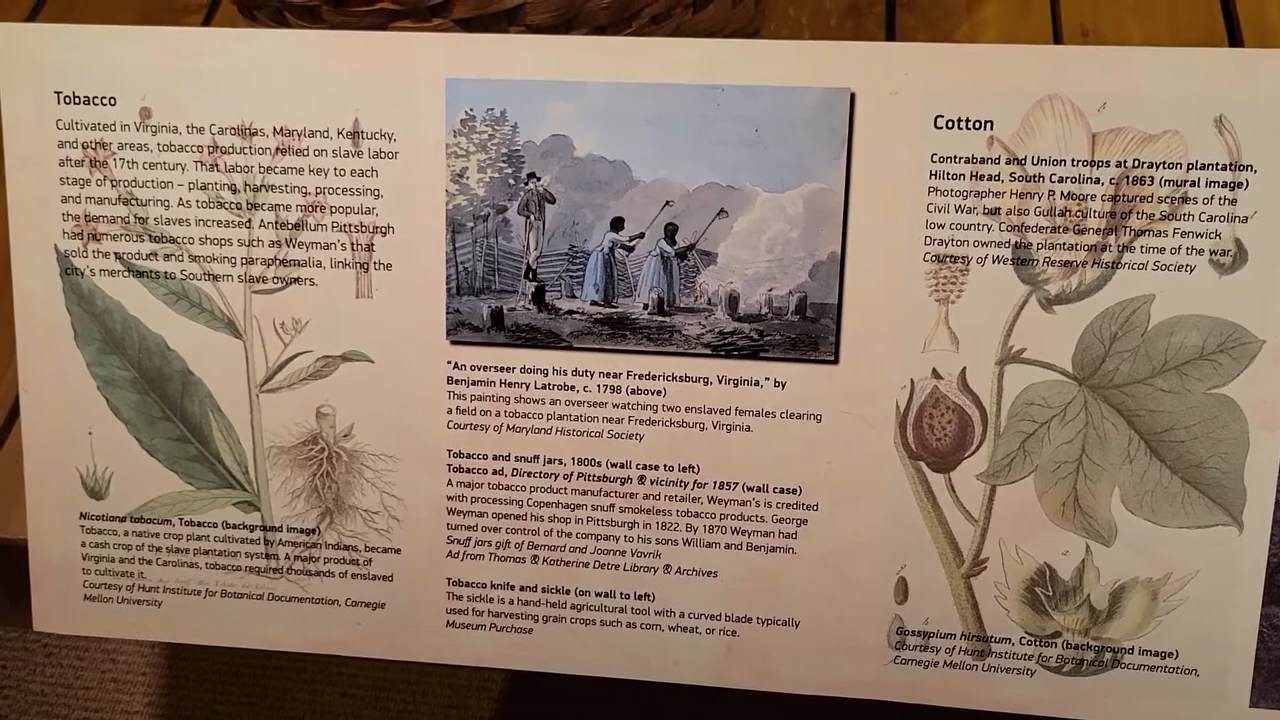 Tobacco
Cultivated in Virginia, the Carolinas, Maryland, Kentucky,
and other areas, tobacco production relied on slave labor
after the 17th century. That labor became key to each
stage of production – planting, harvesting, processing,
and manufacturing. As tobacco became more popular,
the demand for slaves increased. Antebellum Pittsburgh
had numerous tobacco shops such as Weyman's that
sold the product and smoking paraphernalia, linking the
city's merchants to Southern slave owners.
Nicotiana tabacum, Tobacco (background image)
Tobacco, a native crop plant cultivated by American Indians, became
a cash crop of the slave plantation system. A major product of
Virginia and the Carolinas, tobacco required thousands of enslaved
to cultivate it.
Courtesy of Hunt Institute for Botanical Documentation, Carnegie
Mellon University
"An overseer doing his duty near Fredericksburg, Virginia," by
Benjamin Henry Latrobe, c. 1798 (above)
This painting shows an overseer watching two enslaved females clearing
a field on a tobacco plantation near Fredericksburg, Virginia.
Courtesy of Maryland Historical Society
Tobacco and snuff jars, 1800s (wall case to left)
Tobacco ad, Directory of Pittsburgh & vicinity for 1857 (wall case)
A major tobacco product manufacturer and retailer, Weyman's is credited
with processing Copenhagen snuff smokeless tobacco products. George
Weyman opened his shop in Pittsburgh in 1822. By 1870 Weyman had
turned over control of the company to his sons William and Benjamin.
Snuff jars gift of Bernard and Joanne Vavrik
Ad from Thomas & Katherine Detre Library & Archives
Tobacco knife and sickle (on wall to left)
The sickle is a hand-held agricultural tool with a curved blade typically
used for harvesting grain crops such as corn, wheat, or rice.
Museum Purchase
Cotton
Contraband and Union troops at Drayton plantation,
Hilton Head, South Carolina, c. 1863 (mural image)
Photographer Henry P. Moore captured scenes of the
Civil War, but also Gullah culture of the South Carolina
low country. Confederate General Thomas Fenwick
Drayton owned the plantation at the time of the war.
Courtesy of Western Reserve Historical Society
Gossypium hirsutum, Cotton (background image)
Courtesy of Hunt Institute for Botanical Documentation,
Carnegie Mellon University